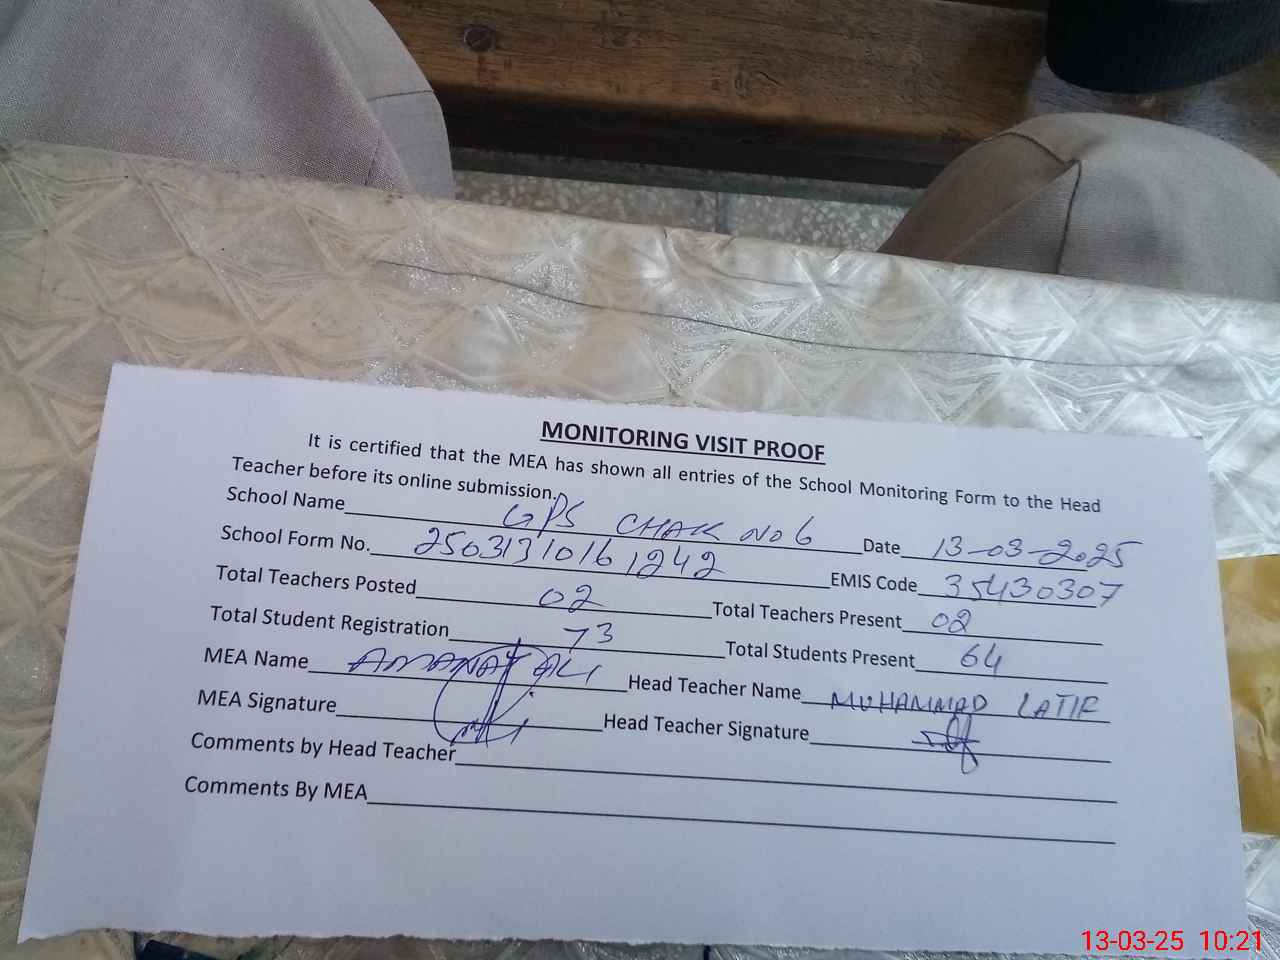 MONITORING VISIT PROOF
It is certified that the MEA has shown all entries of the School Monitoring Form to the Head
Teacher before its online submission.
School Name GPS CHAK NO 6 Date 13-03-2025
School Form No. 25031310161242 EMIS Code 35430307
Total Teachers Posted 02 Total Teachers Present 02
Total Student Registration 73 Total Students Present 64
MEA Name AMANAT ALI Head Teacher Name MUHAMMAD LATIF
MEA Signature Head Teacher Signature
Comments by Head Teacher
Comments By MEA
13-03-25 10:21